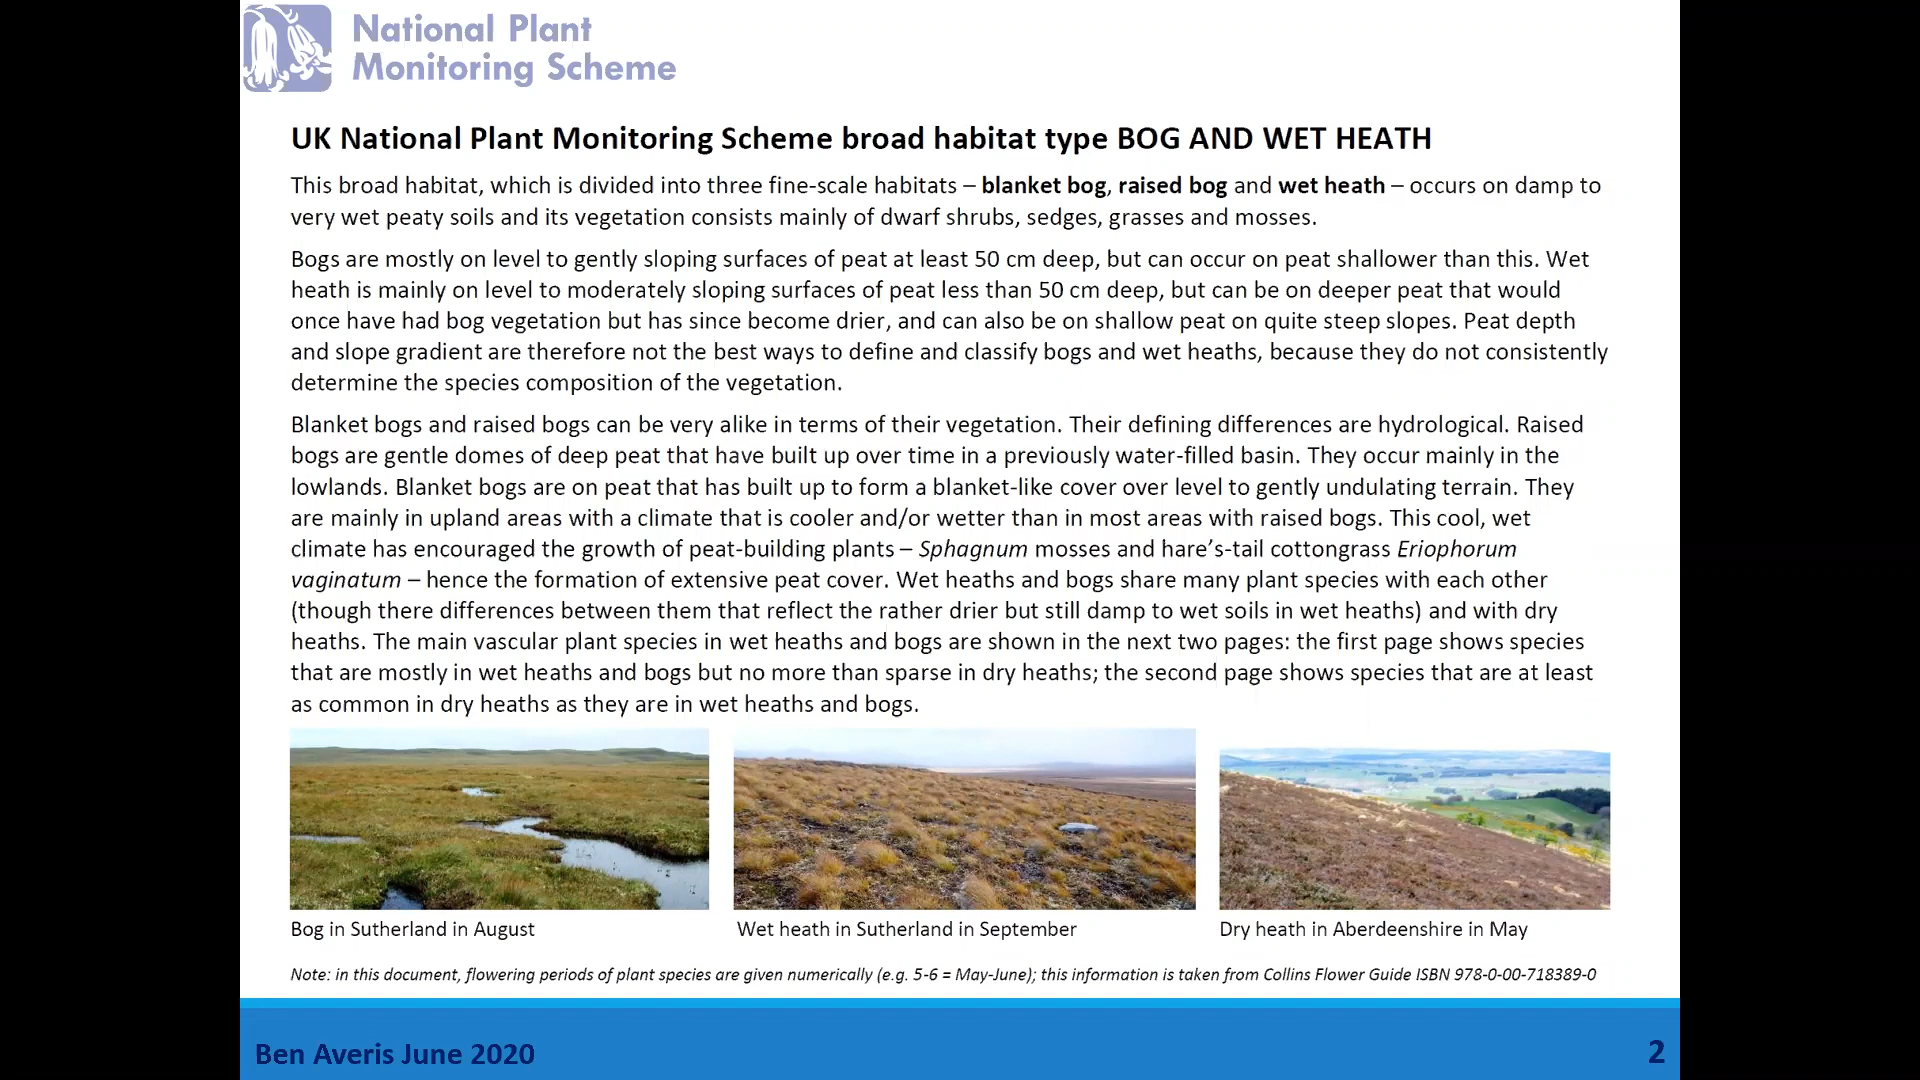 National Plant
Monitoring Scheme
UK National Plant Monitoring Scheme broad habitat type BOG AND WET HEATH
This broad habitat, which is divided into three fine-scale habitats – blanket bog, raised bog and wet heath – occurs on damp to
very wet peaty soils and its vegetation consists mainly of dwarf shrubs, sedges, grasses and mosses.
Bogs are mostly on level to gently sloping surfaces of peat at least 50 cm deep, but can occur on peat shallower than this. Wet
heath is mainly on level to moderately sloping surfaces of peat less than 50 cm deep, but can be on deeper peat that would
once have had bog vegetation but has since become drier, and can also be on shallow peat on quite steep slopes. Peat depth
and slope gradient are therefore not the best ways to define and classify bogs and wet heaths, because they do not consistently
determine the species composition of the vegetation.
Blanket bogs and raised bogs can be very alike in terms of their vegetation. Their defining differences are hydrological. Raised
bogs are gentle domes of deep peat that have built up over time in a previously water-filled basin. They occur mainly in the
lowlands. Blanket bogs are on peat that has built up to form a blanket-like cover over level to gently undulating terrain. They
are mainly in upland areas with a climate that is cooler and/or wetter than in most areas with raised bogs. This cool, wet
climate has encouraged the growth of peat-building plants – Sphagnum mosses and hare's-tail cottongrass Eriophorum
vaginatum – hence the formation of extensive peat cover. Wet heaths and bogs share many plant species with each other
(though there differences between them that reflect the rather drier but still damp to wet soils in wet heaths) and with dry
heaths. The main vascular plant species in wet heaths and bogs are shown in the next two pages: the first page shows species
that are mostly in wet heaths and bogs but no more than sparse in dry heaths; the second page shows species that are at least
as common in dry heaths as they are in wet heaths and bogs.
Bog in Sutherland in August
Wet heath in Sutherland in September
Dry heath in Aberdeenshire in May
Note: in this document, flowering periods of plant species are given numerically (e.g. 5-6 = May-June); this information is taken from Collins Flower Guide ISBN 978-0-00-718389-0
Ben Averis June 2020
2